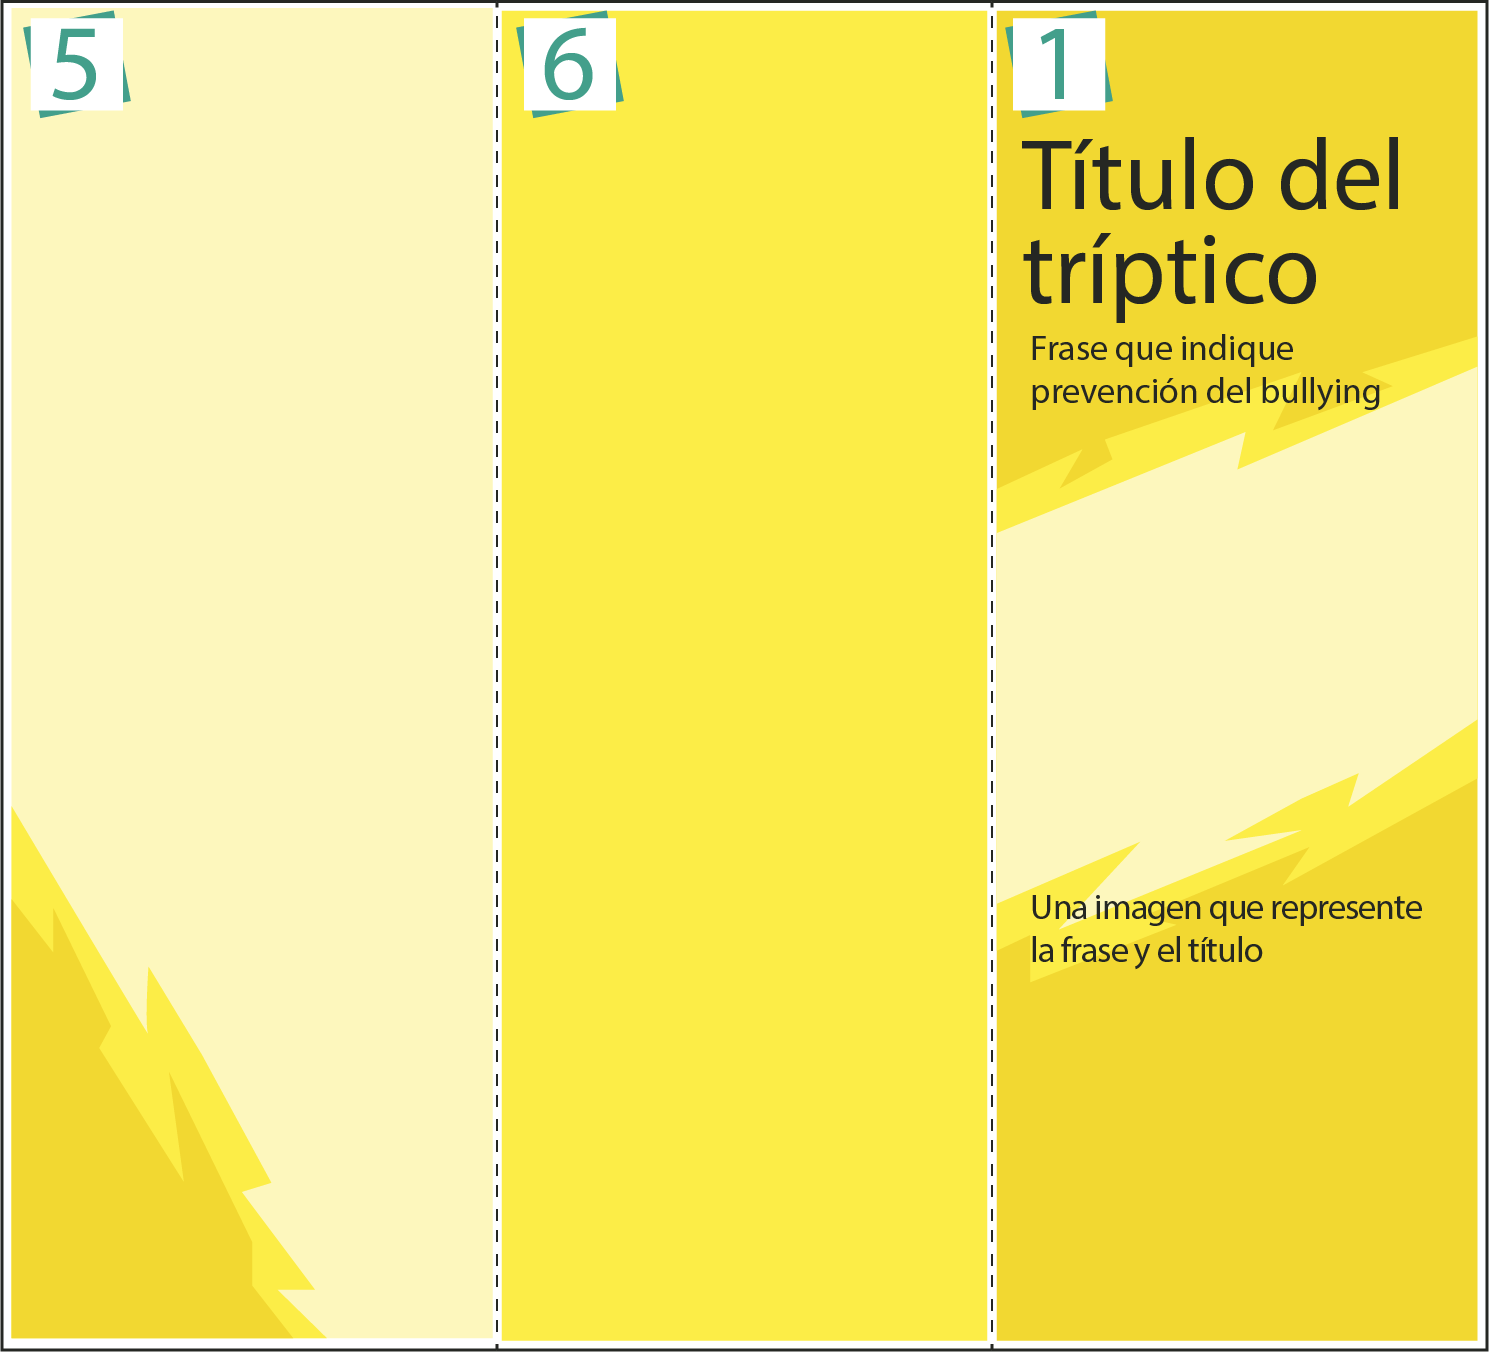 5
6
1
Título del
tríptico
Frase que indique
prevención del bullying
Una imagen que represente
la frase y el título